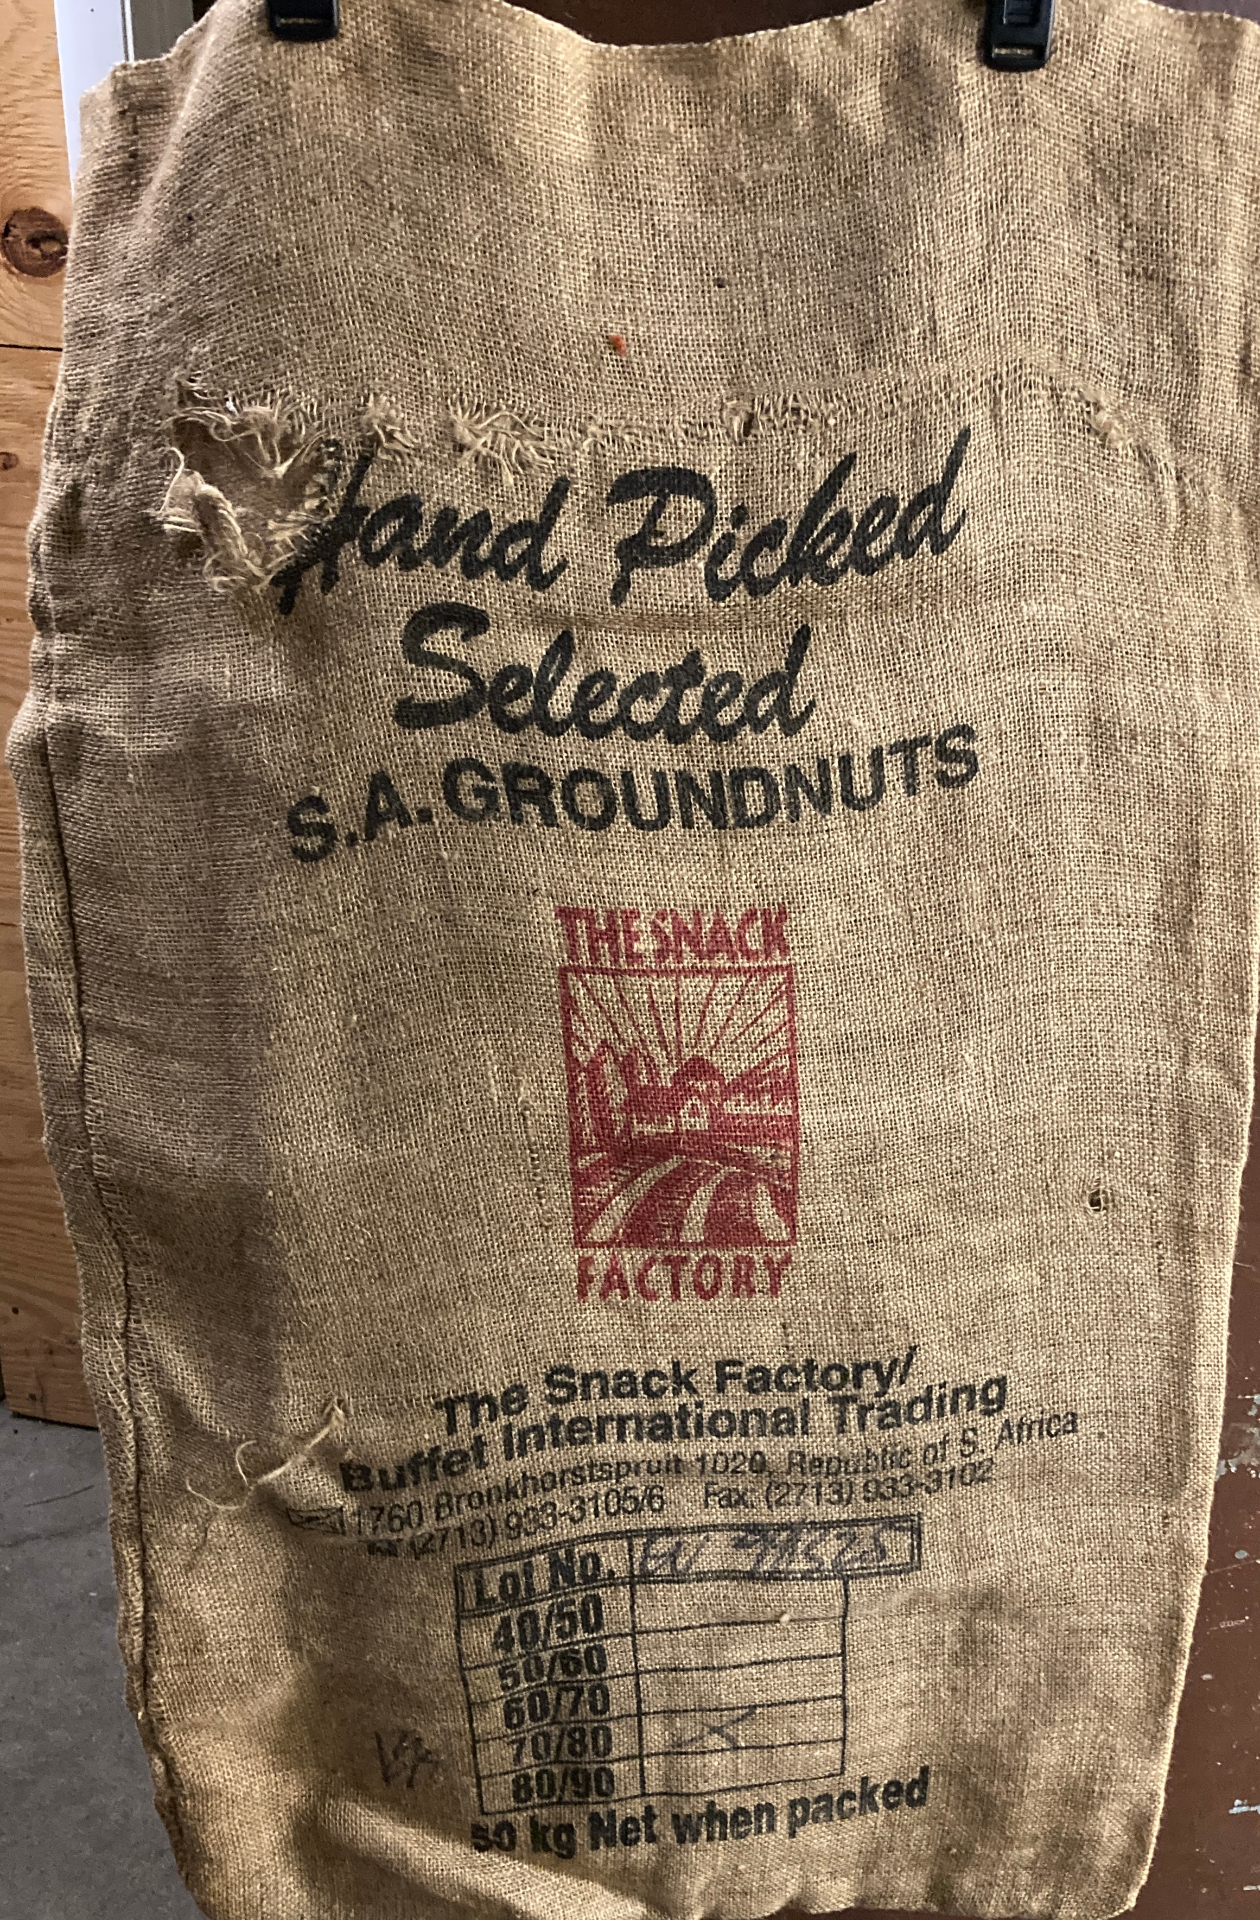 Hand Picked
Selected
S.A. GROUNDNUTS
THE SNACK
FACTORY
The Snack Factory/
Buffet International Trading
1760 Bronkhorstspruit 1020, Republic of S. Africa
(2713) 933-3105/6 Fax: (2713) 933-3102
Lot No.
40/50
50/60
60/70
70/80 X
80/90
50 kg Net when packed